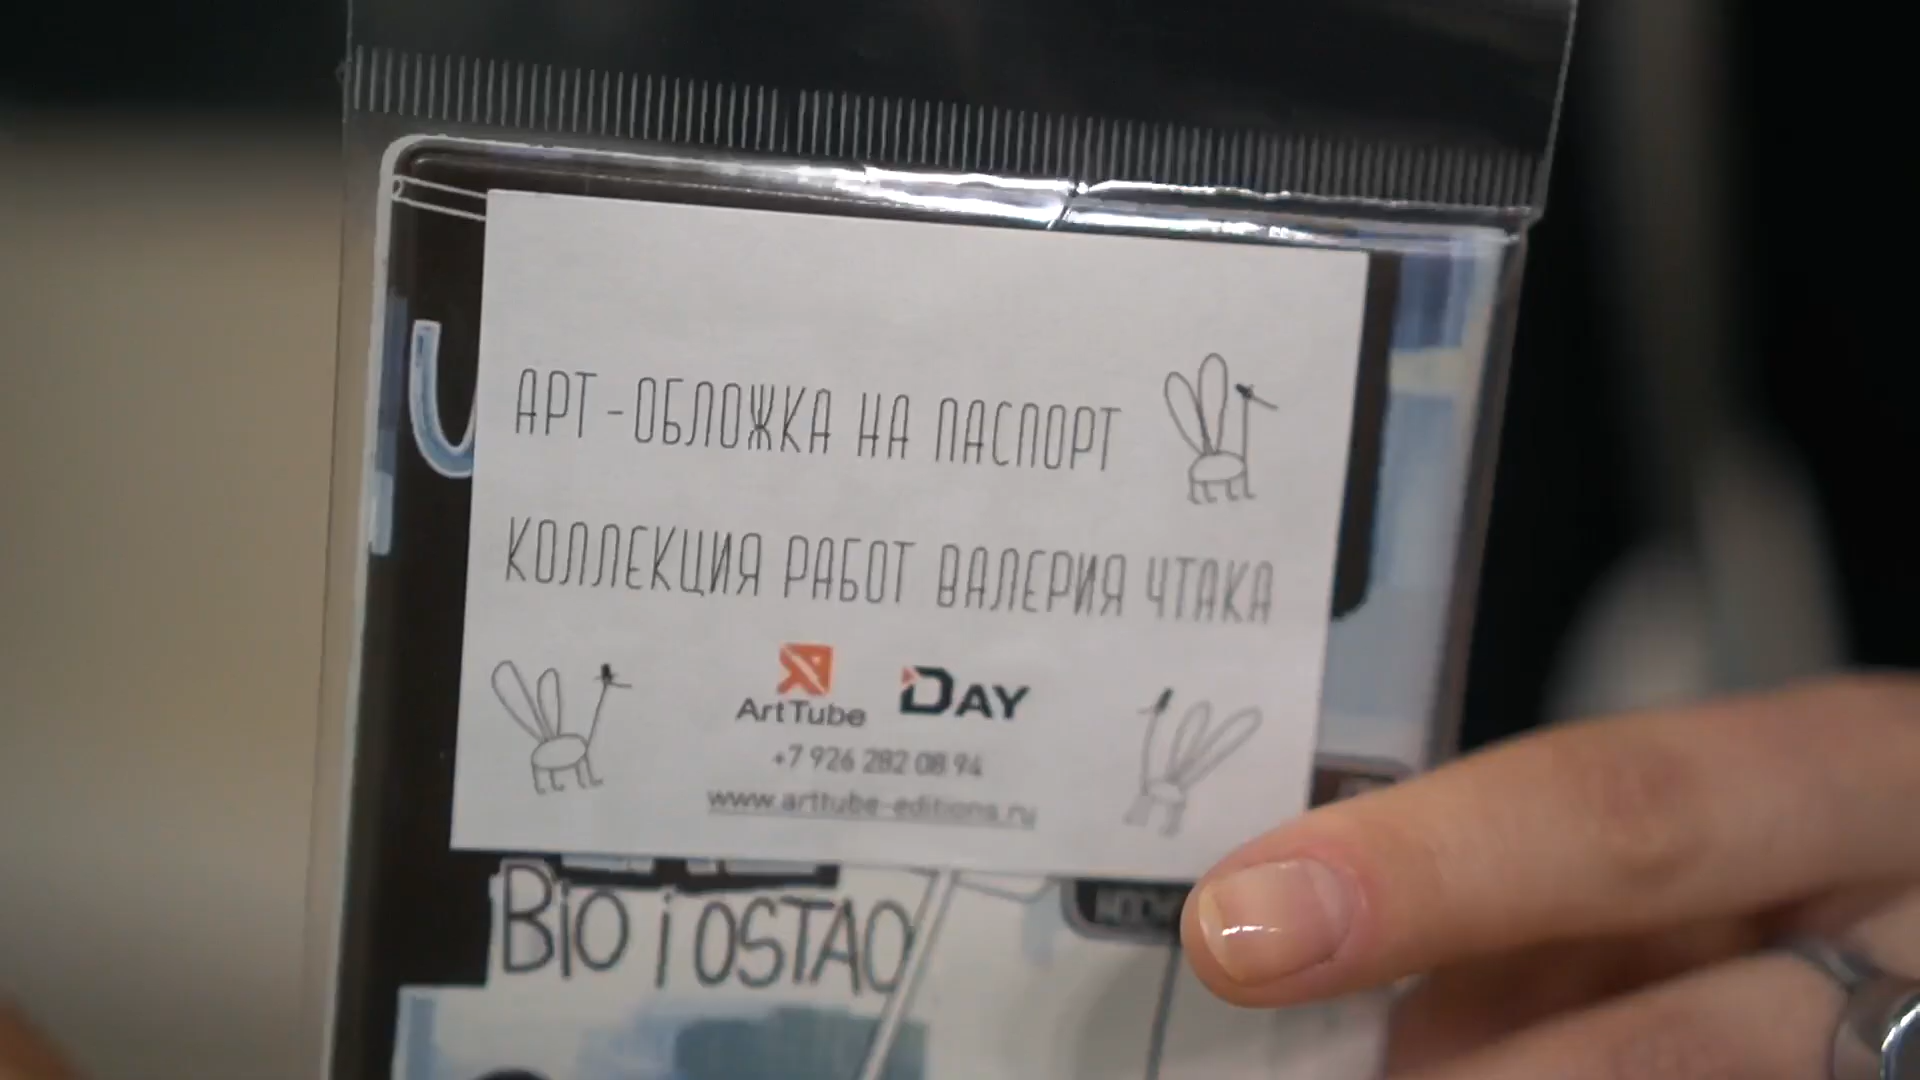 АРТ-ОБЛОЖКА НА ПАСПОРТ
КОЛЛЕКЦИЯ РАБОТ ВАЛЕРИЯ ЧТАКА
ArtTube DAY
+7 926 282 08 94
www.arttube-editions.ru
BIO i OSTAO